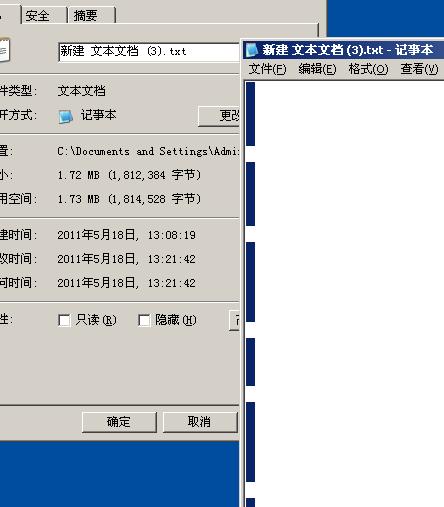 安全 摘要
新建 文本文档 (3).txt
件类型: 文本文档
开方式: 记事本 更改
置: C:\Documents and Settings\Admi
小: 1.72 MB (1,812,384 字节)
用空间: 1.73 MB (1,814,528 字节)
建时间: 2011年5月18日, 13:08:19
改时间: 2011年5月18日, 13:21:42
问时间: 2011年5月18日, 13:21:42
性: 只读(R) 隐藏(H)
确定 取消
新建 文本文档 (3).txt - 记事本
文件(F) 编辑(E) 格式(O) 查看(V)